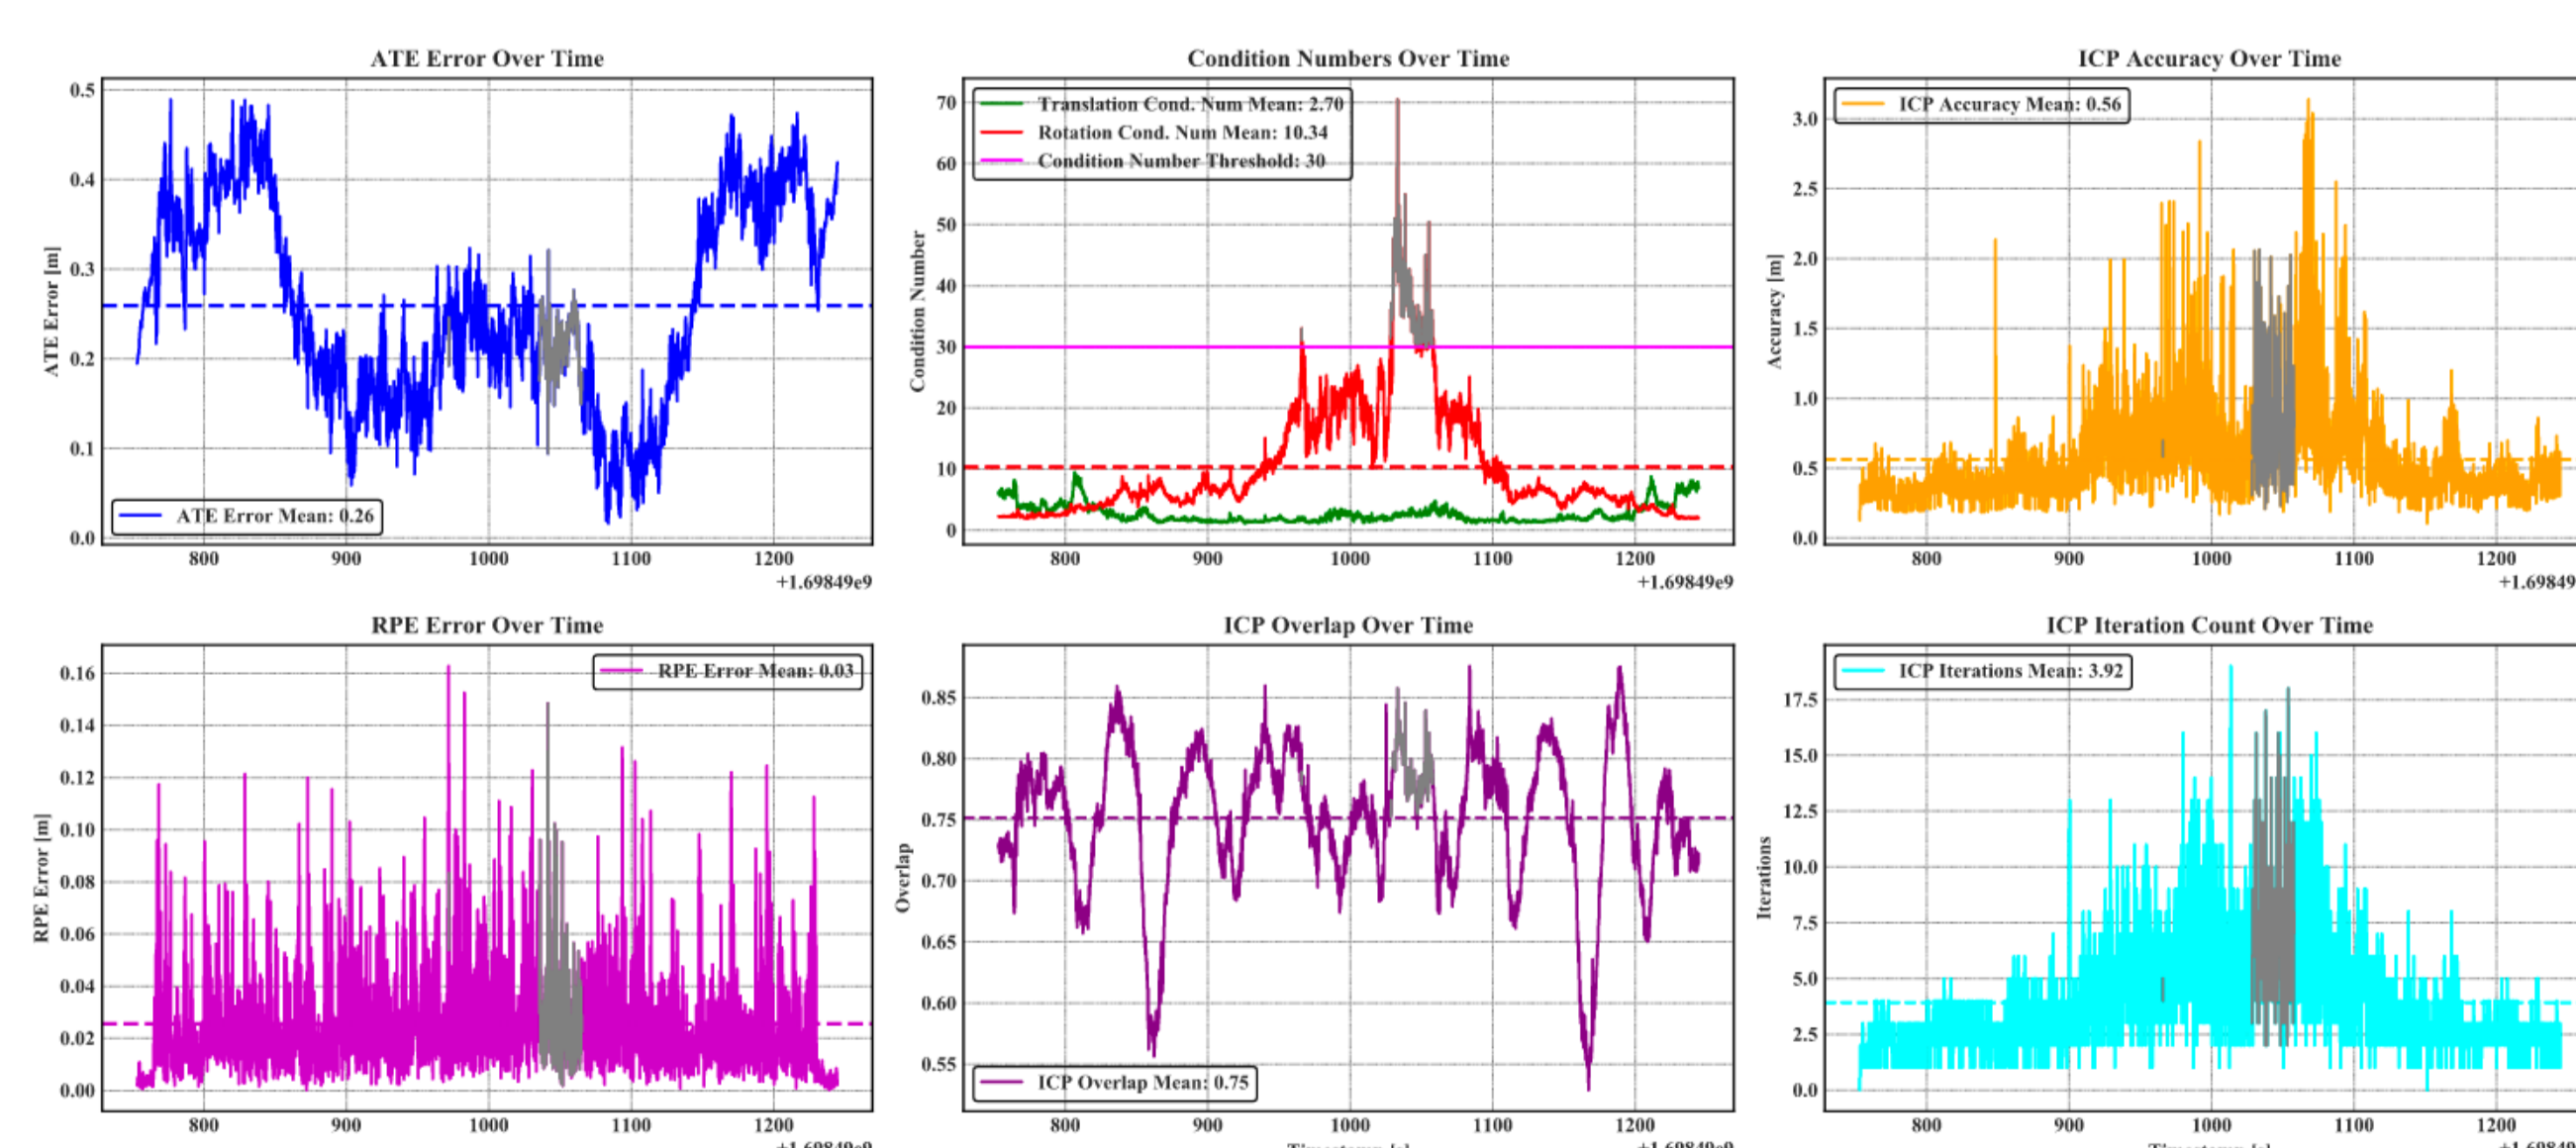 ATE Error Over Time
0.5
0.4
0.3
0.2
0.1
0.0
ATE Error [m]
ATE Error Mean: 0.26
800 900 1000 1100 1200
+1.69849e9
Condition Numbers Over Time
70
60
50
40
30
20
10
0
Condition Number
Translation Cond. Num Mean: 2.70
Rotation Cond. Num Mean: 10.34
Condition Number Threshold: 30
800 900 1000 1100 1200
+1.69849e9
ICP Accuracy Over Time
3.0
2.5
2.0
1.5
1.0
0.5
0.0
Accuracy [m]
ICP Accuracy Mean: 0.56
800 900 1000 1100 1200
+1.69849
RPE Error Over Time
0.16
0.14
0.12
0.10
0.08
0.06
0.04
0.02
0.00
RPE Error [m]
RPE Error Mean: 0.03
800 900 1000 1100 1200
+1.69849e9
ICP Overlap Over Time
0.85
0.80
0.75
0.70
0.65
0.60
0.55
Overlap
ICP Overlap Mean: 0.75
800 900 1000 1100 1200
Timestamp [s]
+1.69849e9
ICP Iteration Count Over Time
17.5
15.0
12.5
10.0
7.5
5.0
2.5
0.0
Iterations
ICP Iterations Mean: 3.92
800 900 1000 1100 1200
Timestamp [s]
+1.69849